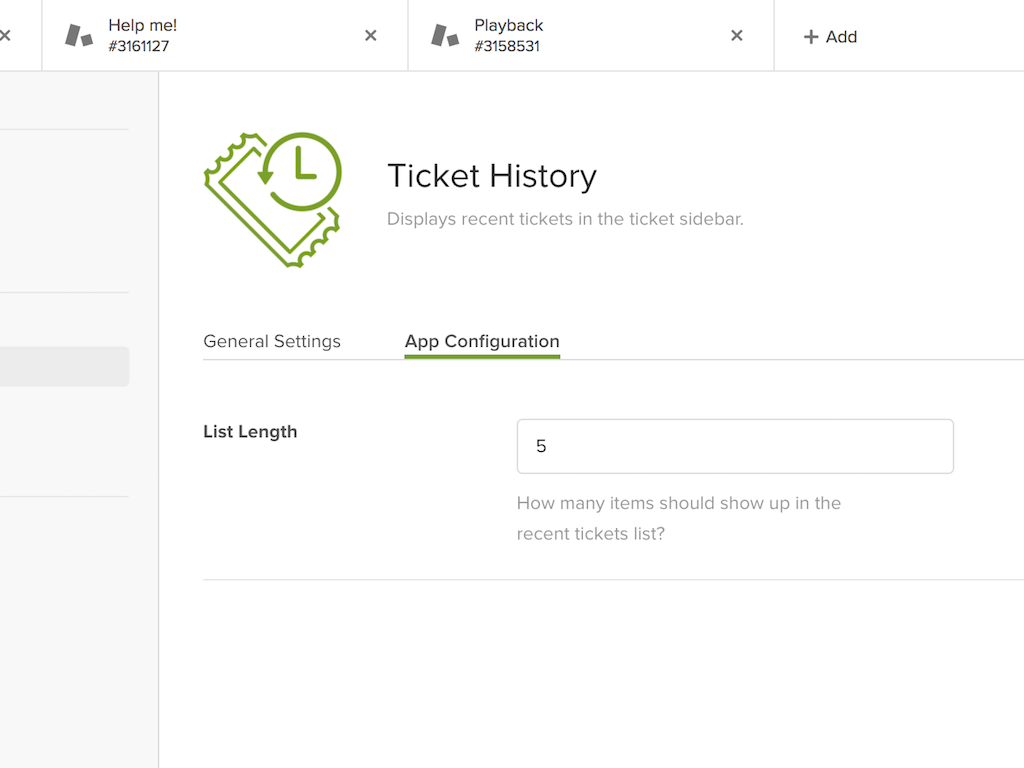 Help me!
#3161127
Playback
#3158531
Add
Ticket History
Displays recent tickets in the ticket sidebar.
General Settings
App Configuration
List Length
5
How many items should show up in the
recent tickets list?